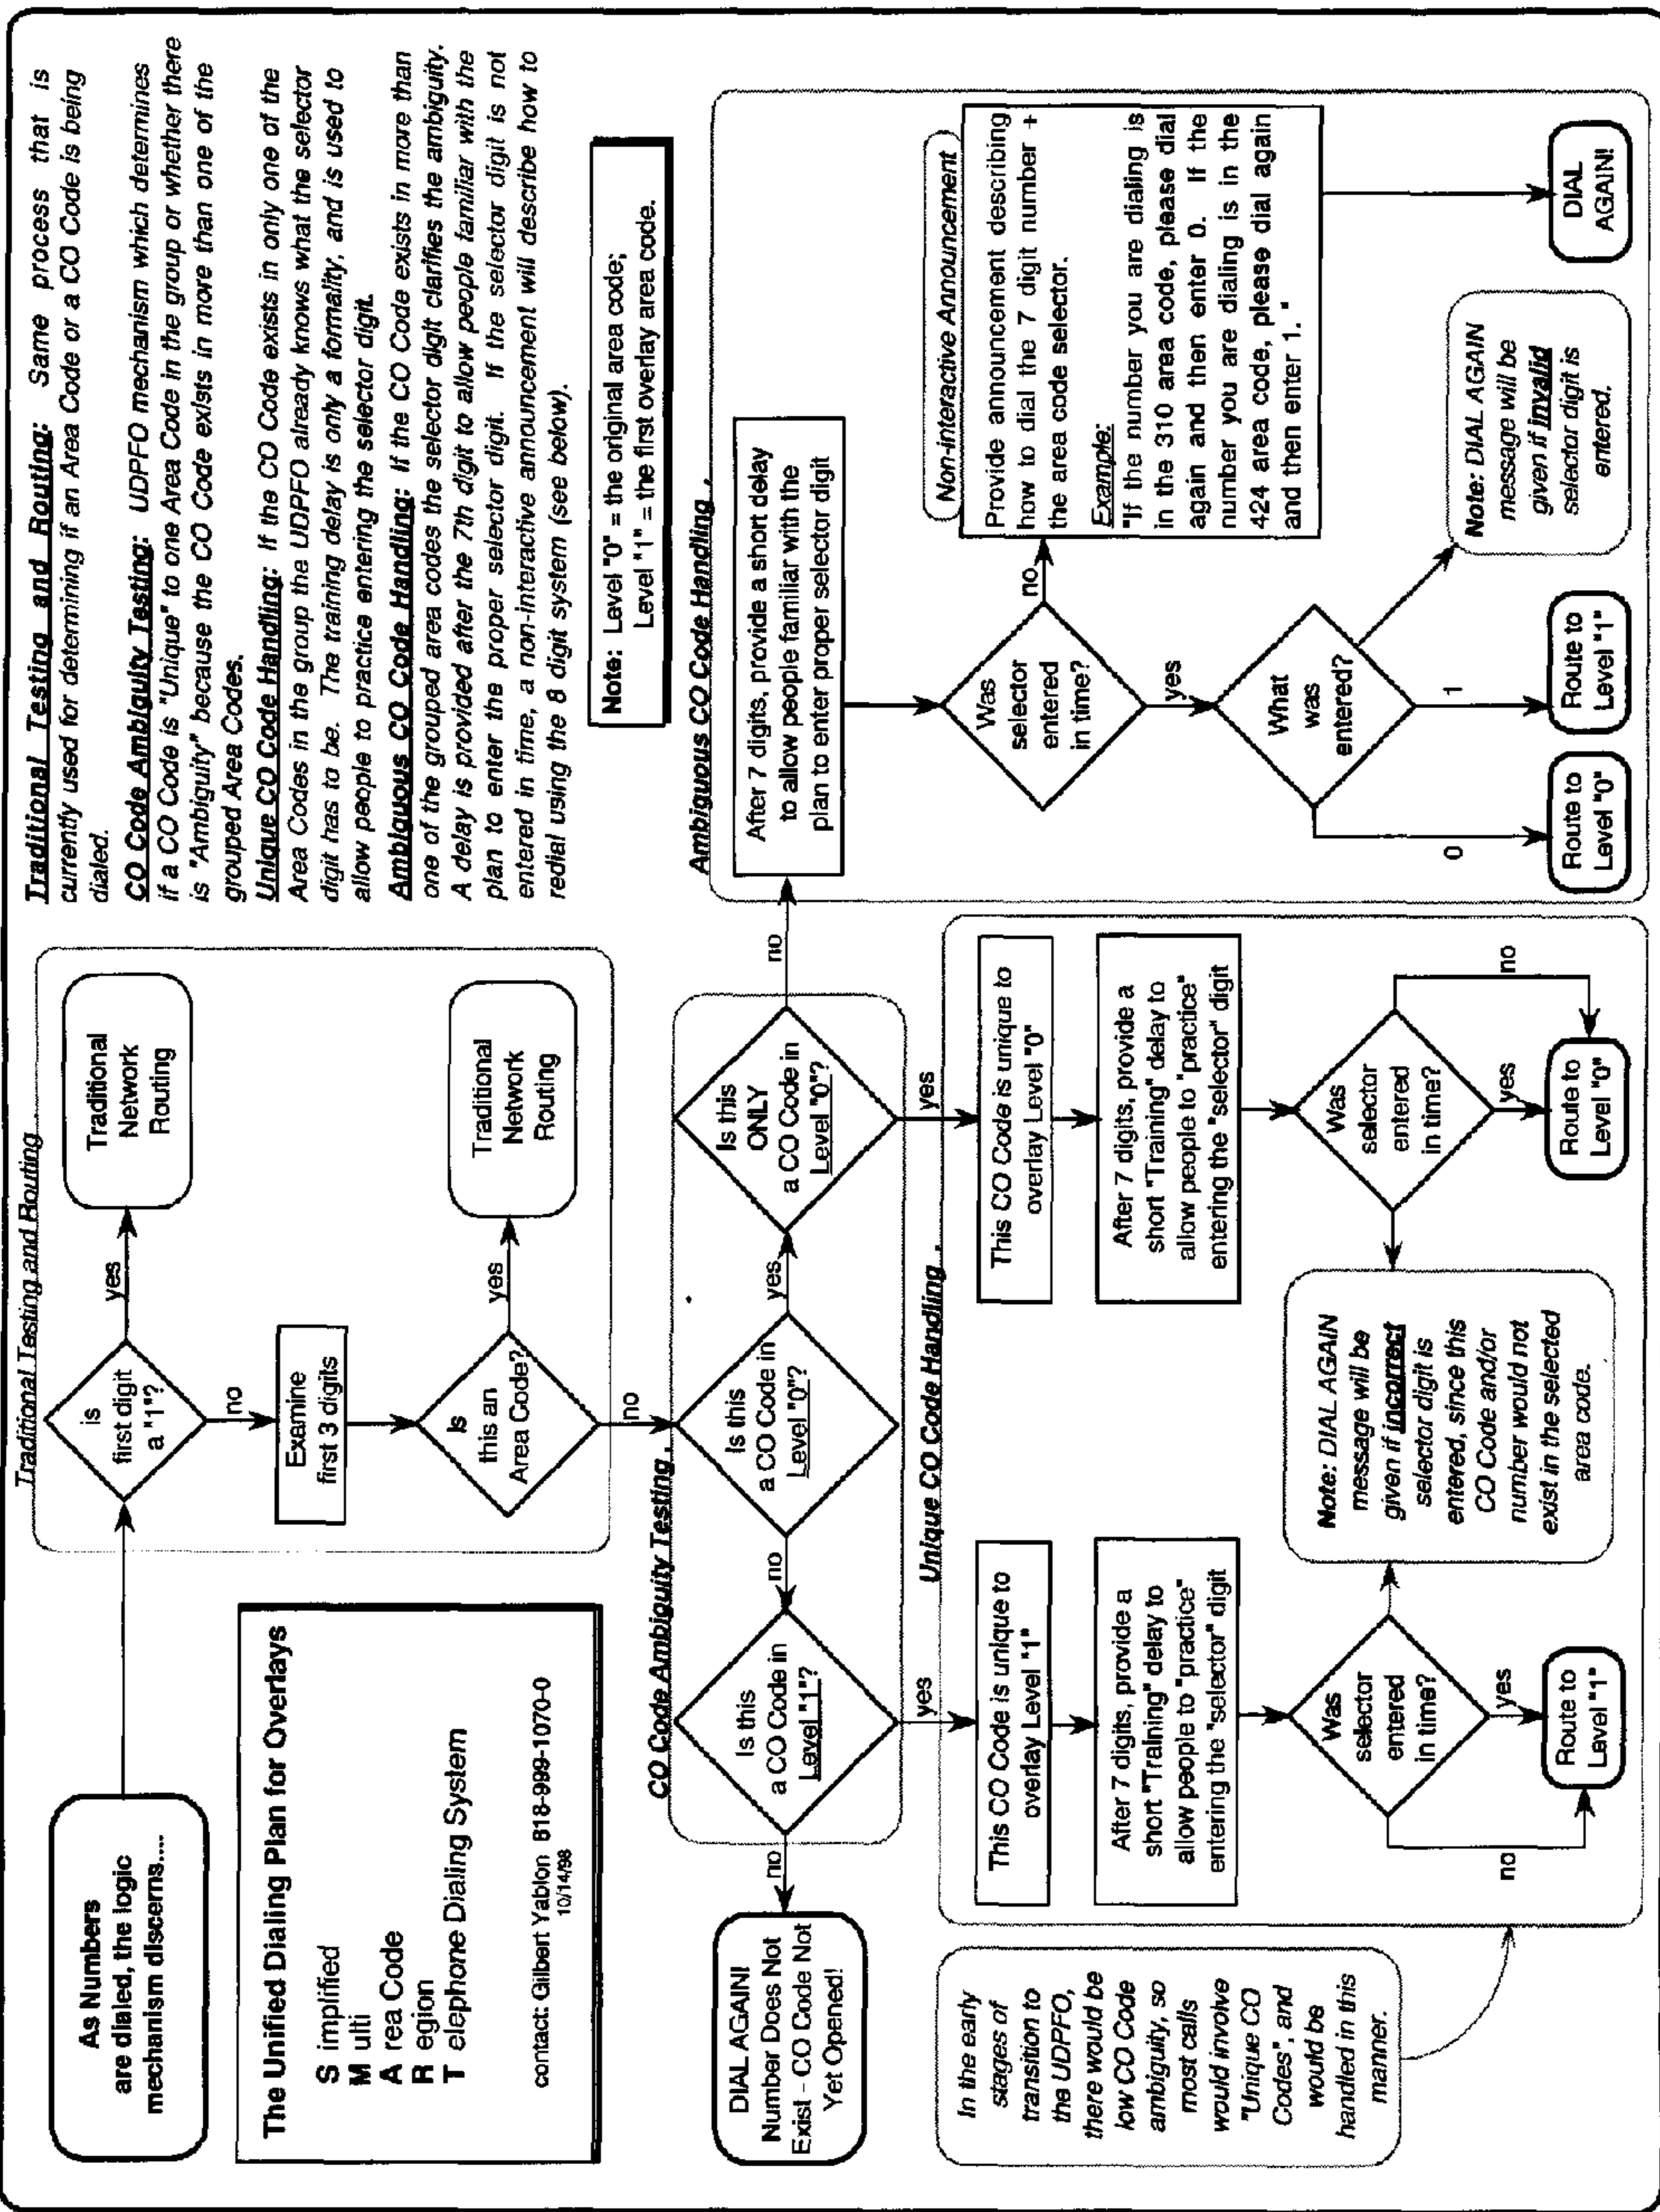 As Numbers
are dialed, the logic
mechanism discerns....
The Unified Dialing Plan for Overlays
S implified
M ulti
A rea Code
R egion
T elephone Dialing System
contact: Gilbert Yablon 818-999-1070-0
10/14/98
Traditional Testing and Routing
Is
first digit
a "1"?
yes
Traditional
Network
Routing
no
Examine
first 3 digits
Is
this an
Area Code?
yes
Traditional
Network
Routing
no
Traditional Testing and Routing: Same process that is
currently used for determining if an Area Code or a CO Code is being
dialed.
CO Code Ambiguity Testing: UDPFO mechanism which determines
if a CO Code is "Unique" to one Area Code in the group or whether there
is "Ambiguity" because the CO Code exists in more than one of the
grouped Area Codes.
Unique CO Code Handling: If the CO Code exists in only one of the
Area Codes in the group the UDPFO already knows what the selector
digit has to be. The training delay is only a formality, and is used to
allow people to practice entering the selector digit.
Ambiguous CO Code Handling: If the CO Code exists in more than
one of the grouped area codes the selector digit clarifies the ambiguity.
A delay is provided after the 7th digit to allow people familiar with the
plan to enter the proper selector digit. If the selector digit is not
entered in time, a non-interactive announcement will describe how to
redial using the 8 digit system (see below).
Note: Level "0" = the original area code;
Level "1" = the first overlay area code.
CO Code Ambiguity Testing .
DIAL AGAIN!
Number Does Not
Exist - CO Code Not
Yet Opened!
no
Is this
a CO Code in
Level "1"?
no
Is this
a CO Code in
Level "0"?
yes
Is this
ONLY
a CO Code in
Level "0"?
no
yes
yes
Unique CO Code Handling .
In the early
stages of
transition to
the UDPFO,
there would be
low CO Code
ambiguity, so
most calls
would involve
"Unique CO
Codes", and
would be
handled in this
manner.
This CO Code is unique to
overlay Level "1"
After 7 digits, provide a
short "Training" delay to
allow people to "practice"
entering the "selector" digit
Was
selector
entered
in time?
no
yes
Route to
Level "1"
Note: DIAL AGAIN
message will be
given if incorrect
selector digit is
entered, since this
CO Code and/or
number would not
exist in the selected
area code.
This CO Code is unique to
overlay Level "0"
After 7 digits, provide a
short "Training" delay to
allow people to "practice"
entering the "selector" digit
Was
selector
entered
in time?
no
yes
Route to
Level "0"
Ambiguous CO Code Handling .
After 7 digits, provide a short delay
to allow people familiar with the
plan to enter proper selector digit
Was
selector
entered
in time?
no
yes
Non-interactive Announcement
Provide announcement describing
how to dial the 7 digit number +
the area code selector.
Example:
"If the number you are dialing is
in the 310 area code, please dial
again and then enter 0. If the
number you are dialing is in the
424 area code, please dial again
and then enter 1. "
What
was
entered?
0
1
Route to
Level "0"
Route to
Level "1"
Note: DIAL AGAIN
message will be
given if invalid
selector digit is
entered.
DIAL
AGAIN!